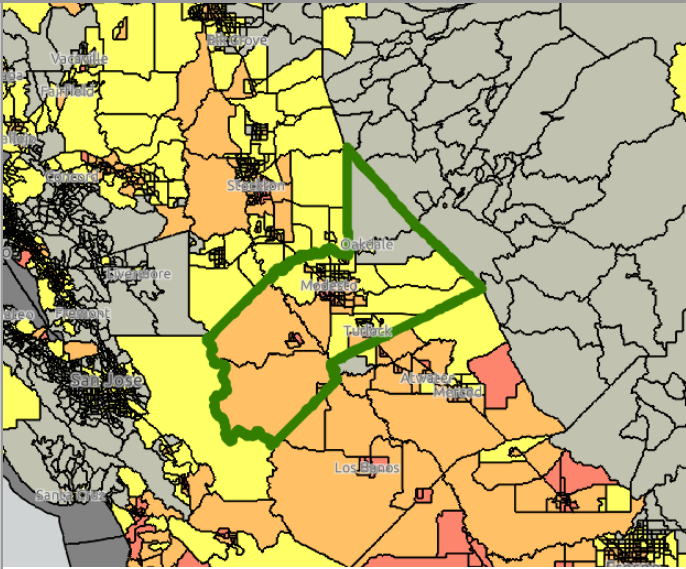 Elk Grove
Vacaville
Fairfield
Concord
Stockton
Oakdale
Livermore
Modesto
Fremont
Turlock
San Jose
Atwater
Merced
Los Banos
Santa Cruz